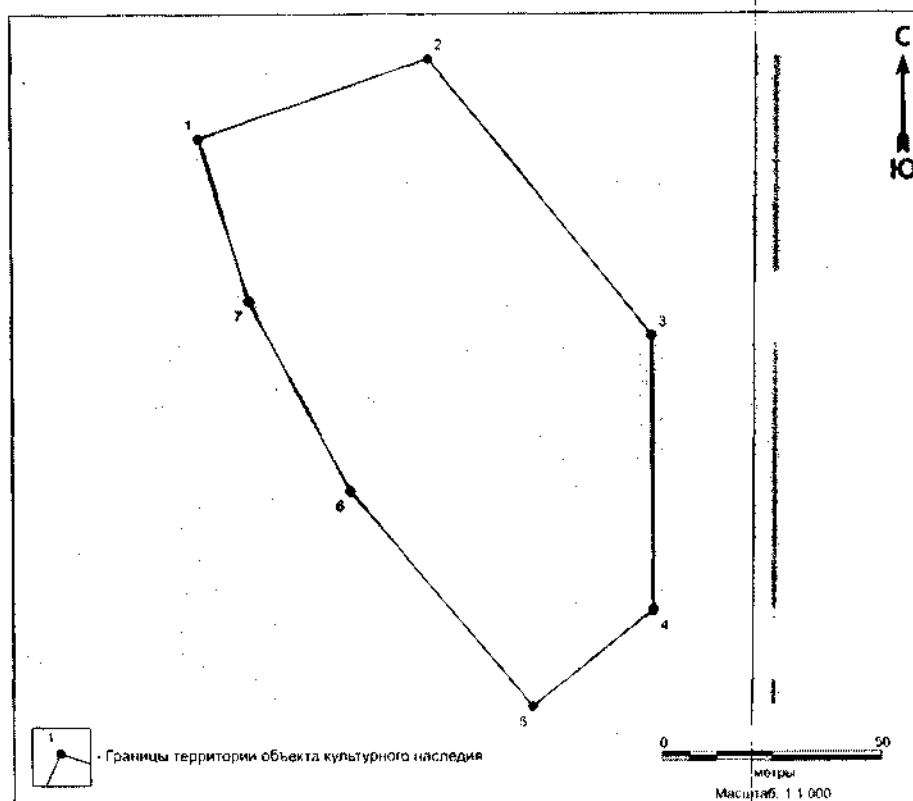 С
2
1
Ю
7
3
6
4
5
1
- Границы территории объекта культурного наследия
0 50
метры
Масштаб: 1:1 000